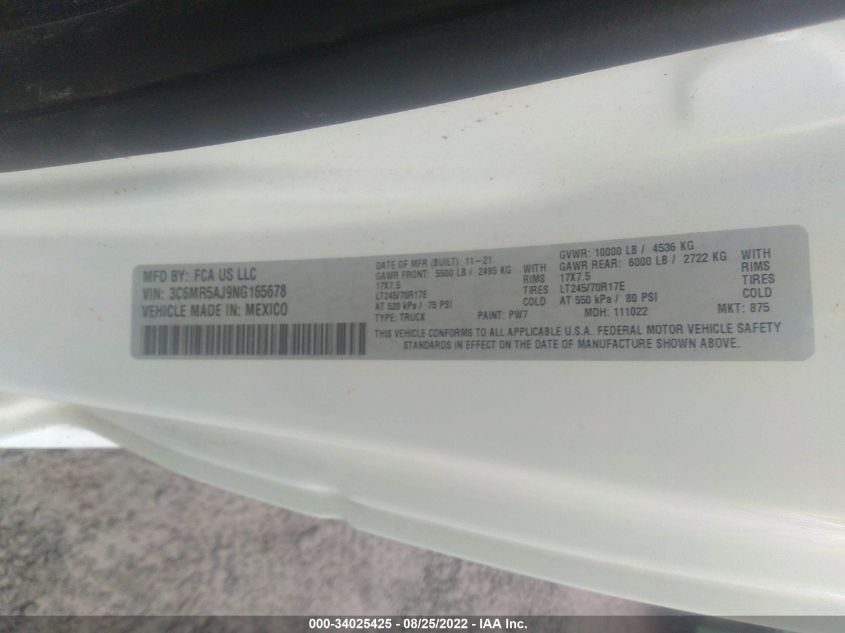 MFD BY: FCA US LLC
VIN: 3C6MR5AJ9NG165678
VEHICLE MADE IN: MEXICO
DATE OF MFR (BUILT): 11-21
GAWR FRONT: 5500 LB / 2495 KG WITH
17X7.5 RIMS
LT245/70R17E TIRES
AT 520 kPa / 75 PSI COLD
TYPE: TRUCK PAINT: PW7
GVWR: 10000 LB / 4536 KG
GAWR REAR: 6000 LB / 2722 KG WITH
17X7.5 RIMS
LT245/70R17E TIRES
AT 550 kPa / 80 PSI COLD
MDH: 111022 MKT: 875
THIS VEHICLE CONFORMS TO ALL APPLICABLE U.S.A. FEDERAL MOTOR VEHICLE SAFETY
STANDARDS IN EFFECT ON THE DATE OF MANUFACTURE SHOWN ABOVE.
000-34025425 - 08/25/2022 - IAA Inc.